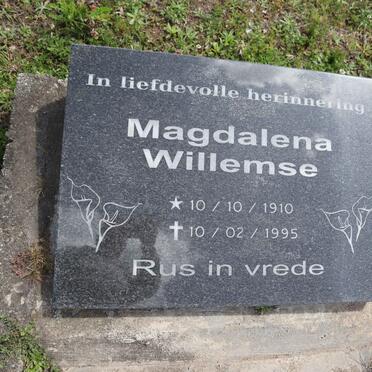 In liefdevolle herinnering
Magdalena
Willemse
★ 10 / 10 / 1910
✝ 10 / 02 / 1995
Rus in vrede